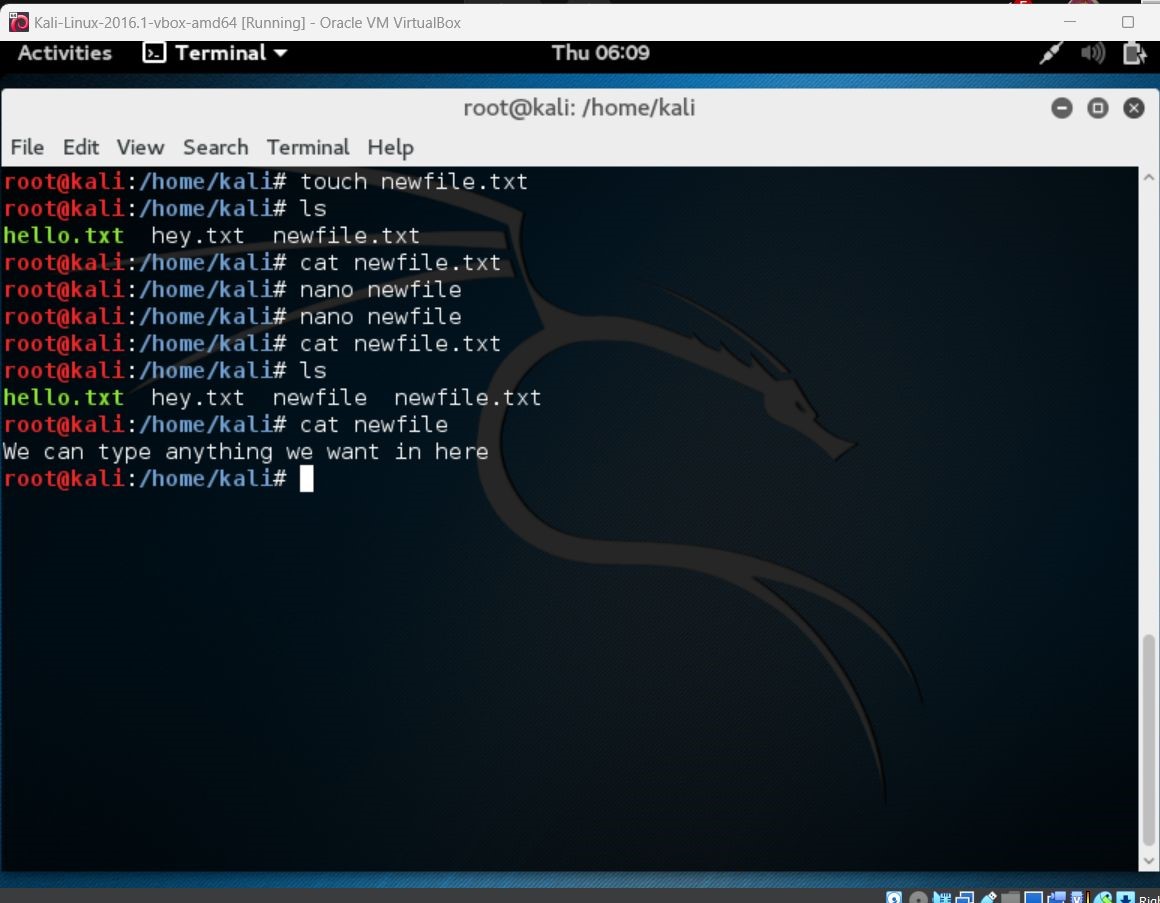 Kali-Linux-2016.1-vbox-amd64 [Running] - Oracle VM VirtualBox
Activities Terminal Thu 06:09
root@kali: /home/kali
File Edit View Search Terminal Help
root@kali:/home/kali# touch newfile.txt
root@kali:/home/kali# ls
hello.txt hey.txt newfile.txt
root@kali:/home/kali# cat newfile.txt
root@kali:/home/kali# nano newfile
root@kali:/home/kali# nano newfile
root@kali:/home/kali# cat newfile.txt
root@kali:/home/kali# ls
hello.txt hey.txt newfile newfile.txt
root@kali:/home/kali# cat newfile
We can type anything we want in here
root@kali:/home/kali#